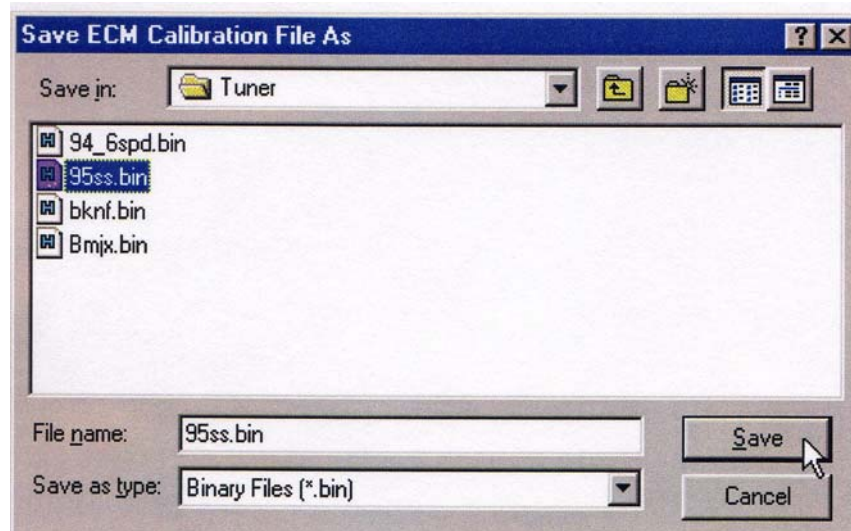 Save ECM Calibration File As
Save in: Tuner
94_6spd.bin
95ss.bin
bknf.bin
Bmjx.bin
File name: 95ss.bin Save
Save as type: Binary Files (*.bin) Cancel